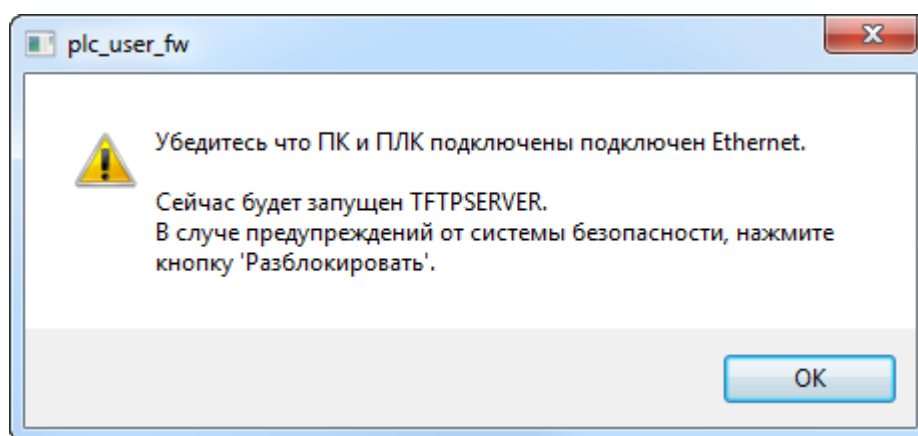 plc_user_fw
Убедитесь что ПК и ПЛК подключены подключен Ethernet.
Сейчас будет запущен TFTPSERVER.
В случе предупреждений от системы безопасности, нажмите
кнопку 'Разблокировать'.
OK